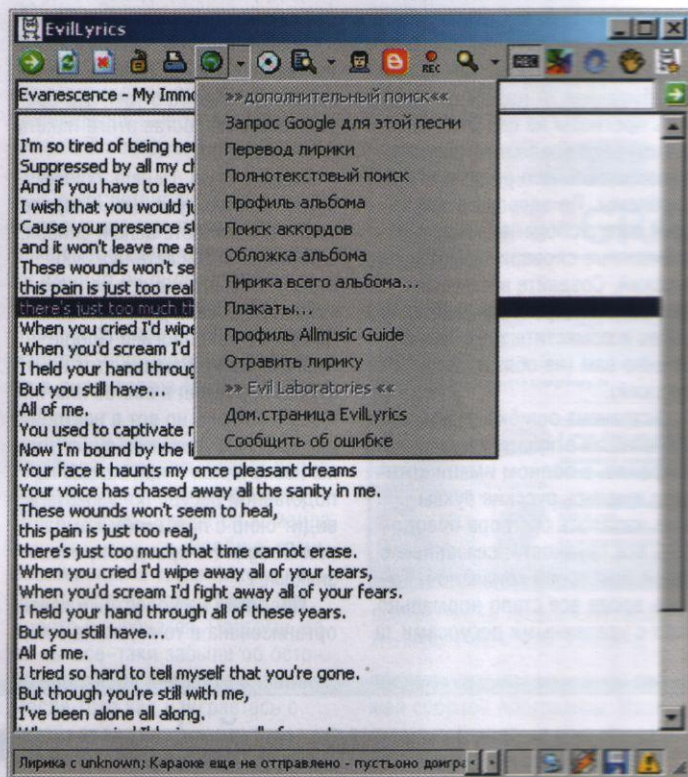 EvilLyrics
REC
Evanescence - My Immo
I'm so tired of being her
Suppressed by all my ch
And if you have to leav
I wish that you would ju
Cause your presence s
and it won't leave me a
These wounds won't se
this pain is just too real
there's just too much th
When you cried I'd wipe
When you'd scream I'd
I held your hand throug
But you still have...
All of me.
You used to captivate
Now I'm bound by the li
»»дополнительный поиск««
Запрос Google для этой песни
Перевод лирики
Полнотекстовый поиск
Профиль альбома
Поиск аккордов
Обложка альбома
Лирика всего альбома...
Плакаты...
Профиль Allmusic Guide
Отравить лирику
»» Evil Laboratories ««
Дом.страница EvilLyrics
Сообщить об ошибке
Your face it haunts my once pleasant dreams
Your voice has chased away all the sanity in me.
These wounds won't seem to heal,
this pain is just too real,
there's just too much that time cannot erase.
When you cried I'd wipe away all of your tears,
When you'd scream I'd fight away all of your fears.
I held your hand through all of these years.
But you still have...
All of me.
I tried so hard to tell myself that you're gone.
But though you're still with me,
I've been alone all along.
Лирика с unknown; Караоке еще не отправлено - пустьоно доигра